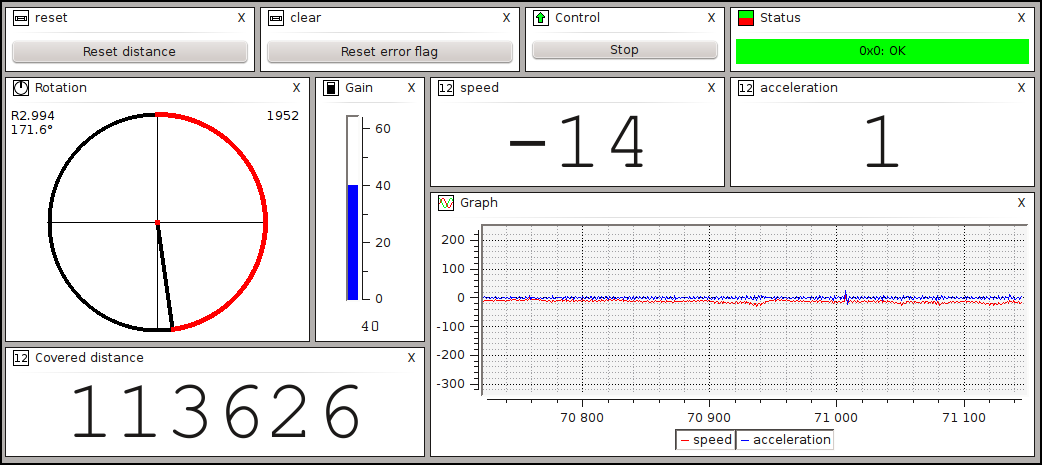 reset X
Reset distance
clear X
Reset error flag
Control X
Stop
Status X
0x0: OK
Rotation X
R2.994 1952
171.6°
Gain X
60
40
20
0
40
12 speed X
-14
12 acceleration X
1
Graph X
200
100
0
-100
-200
-300
70 800 70 900 71 000 71 100
speed acceleration
12 Covered distance X
113626